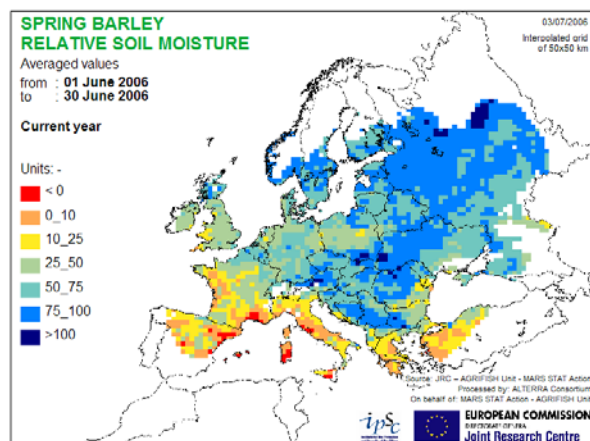 SPRING BARLEY
RELATIVE SOIL MOISTURE
Averaged values
from : 01 June 2006
to : 30 June 2006
Current year
03/07/2006
Interpolated grid
of 50x50 km
Units: -
< 0
0_10
10_25
25_50
50_75
75_100
>100
Source: JRC – AGRIFISH Unit - MARS STAT Action
Processed by: ALTERRA Consortium
On behalf of: MARS STAT Action - AGRIFISH Unit
ipsc
EUROPEAN COMMISSION
Joint Research Centre